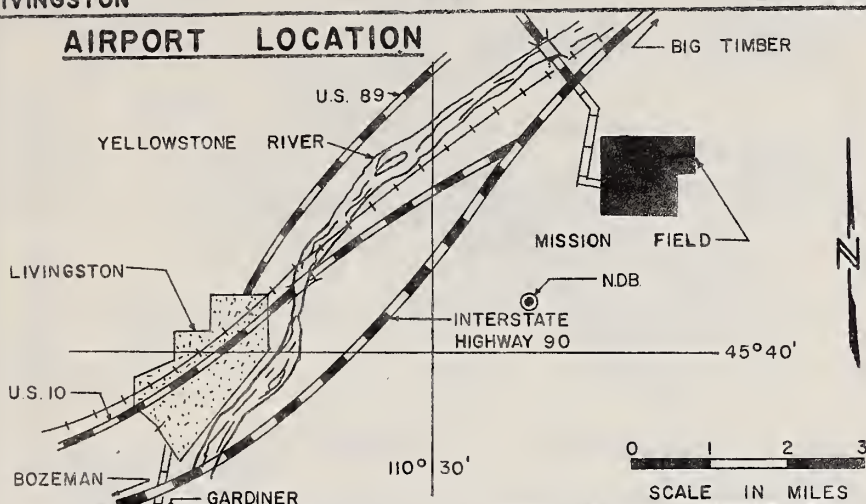 LIVINGSTON
AIRPORT LOCATION
BIG TIMBER
U.S. 89
YELLOWSTONE RIVER
MISSION FIELD
LIVINGSTON
N.D.B.
INTERSTATE
HIGHWAY 90
45° 40'
U.S. 10
N
110° 30'
0 1 2 3
BOZEMAN
GARDINER
SCALE IN MILES